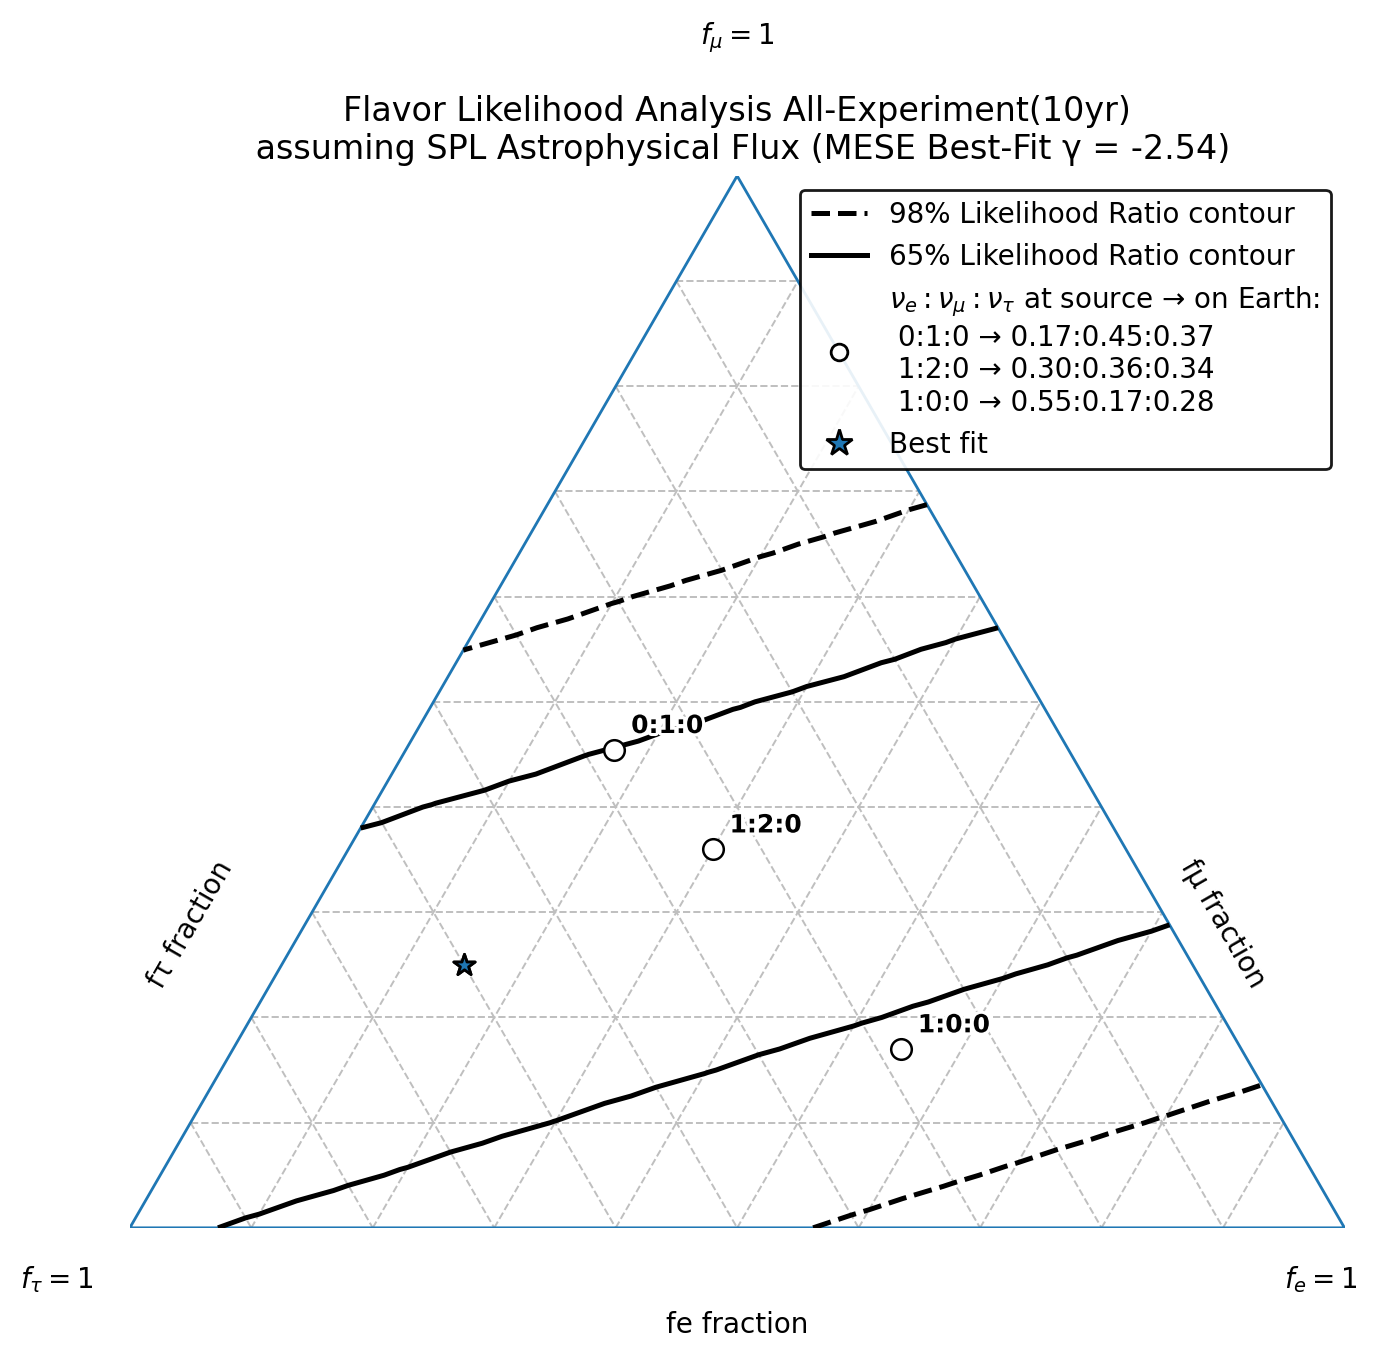 fμ = 1
Flavor Likelihood Analysis All-Experiment(10yr)
assuming SPL Astrophysical Flux (MESE Best-Fit γ = -2.54)
98% Likelihood Ratio contour
65% Likelihood Ratio contour
νe : νμ : ντ at source → on Earth:
0:1:0 → 0.17:0.45:0.37
1:2:0 → 0.30:0.36:0.34
1:0:0 → 0.55:0.17:0.28
Best fit
0:1:0
1:2:0
fτ fraction
fμ fraction
1:0:0
fτ = 1
fe = 1
fe fraction